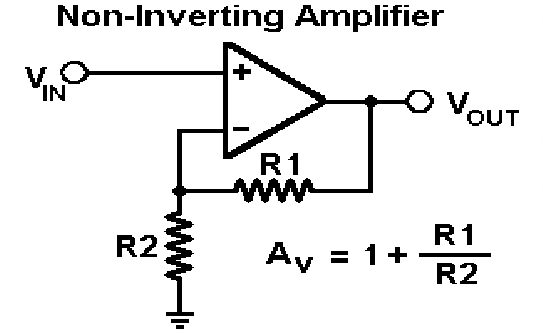 Non-Inverting Amplifier
VIN
+
VOUT
−
R1
R2
AV = 1 + R1/R2